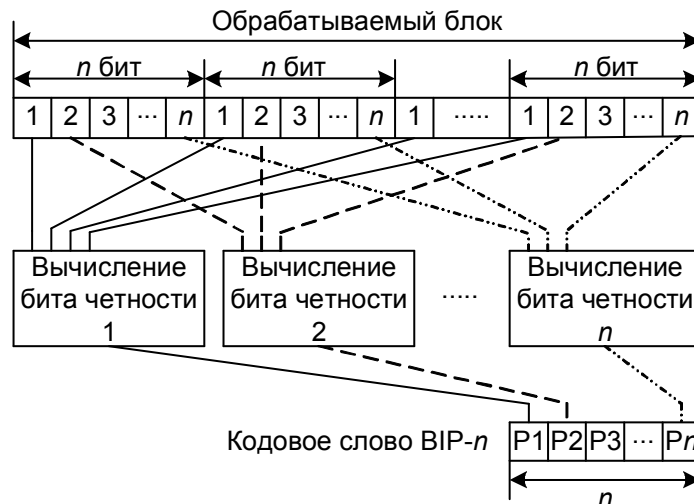 Обрабатываемый блок
n бит n бит n бит
1 2 3 ... n 1 2 3 ... n 1 ..... 1 2 3 ... n
Вычисление Вычисление Вычисление
бита четности бита четности ..... бита четности
1 2 n
Кодовое слово BIP-n P1 P2 P3 ... Pn
n